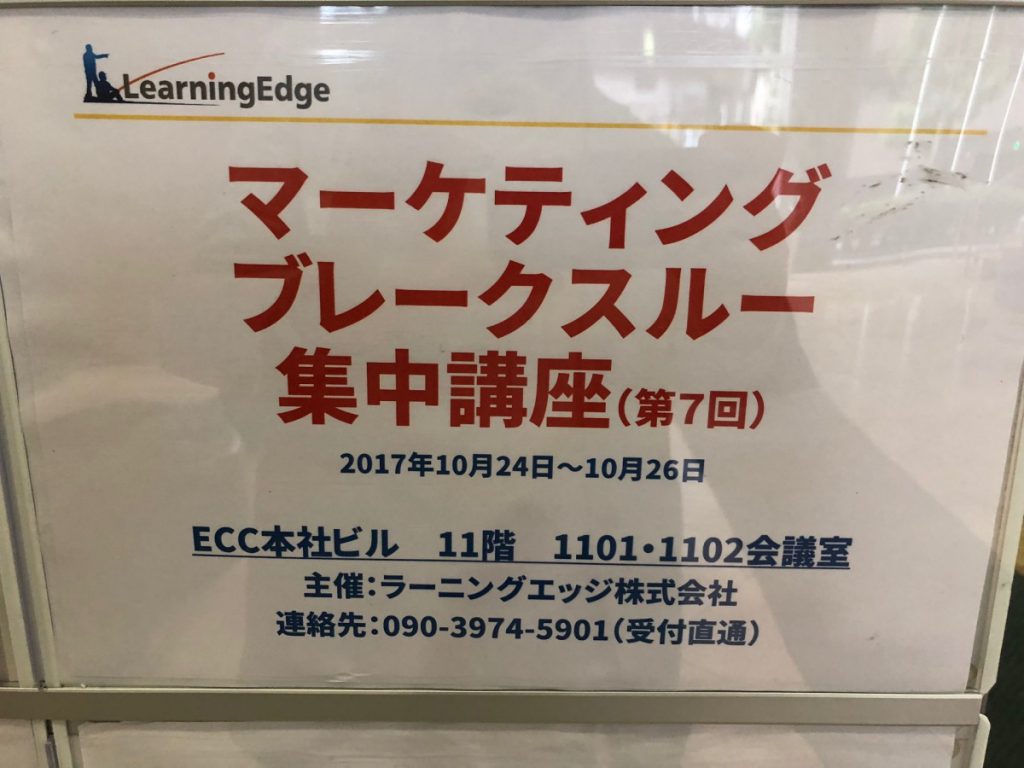 LearningEdge
マーケティング
ブレークスルー
集中講座(第7回)
2017年10月24日～10月26日
ECC本社ビル　11階　1101・1102会議室
主催：ラーニングエッジ株式会社
連絡先：090-3974-5901(受付直通)